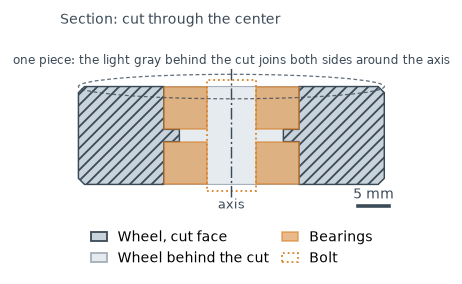 Section: cut through the center
one piece: the light gray behind the cut joins both sides around the axis
5 mm
axis
Wheel, cut face
Bearings
Wheel behind the cut
Bolt